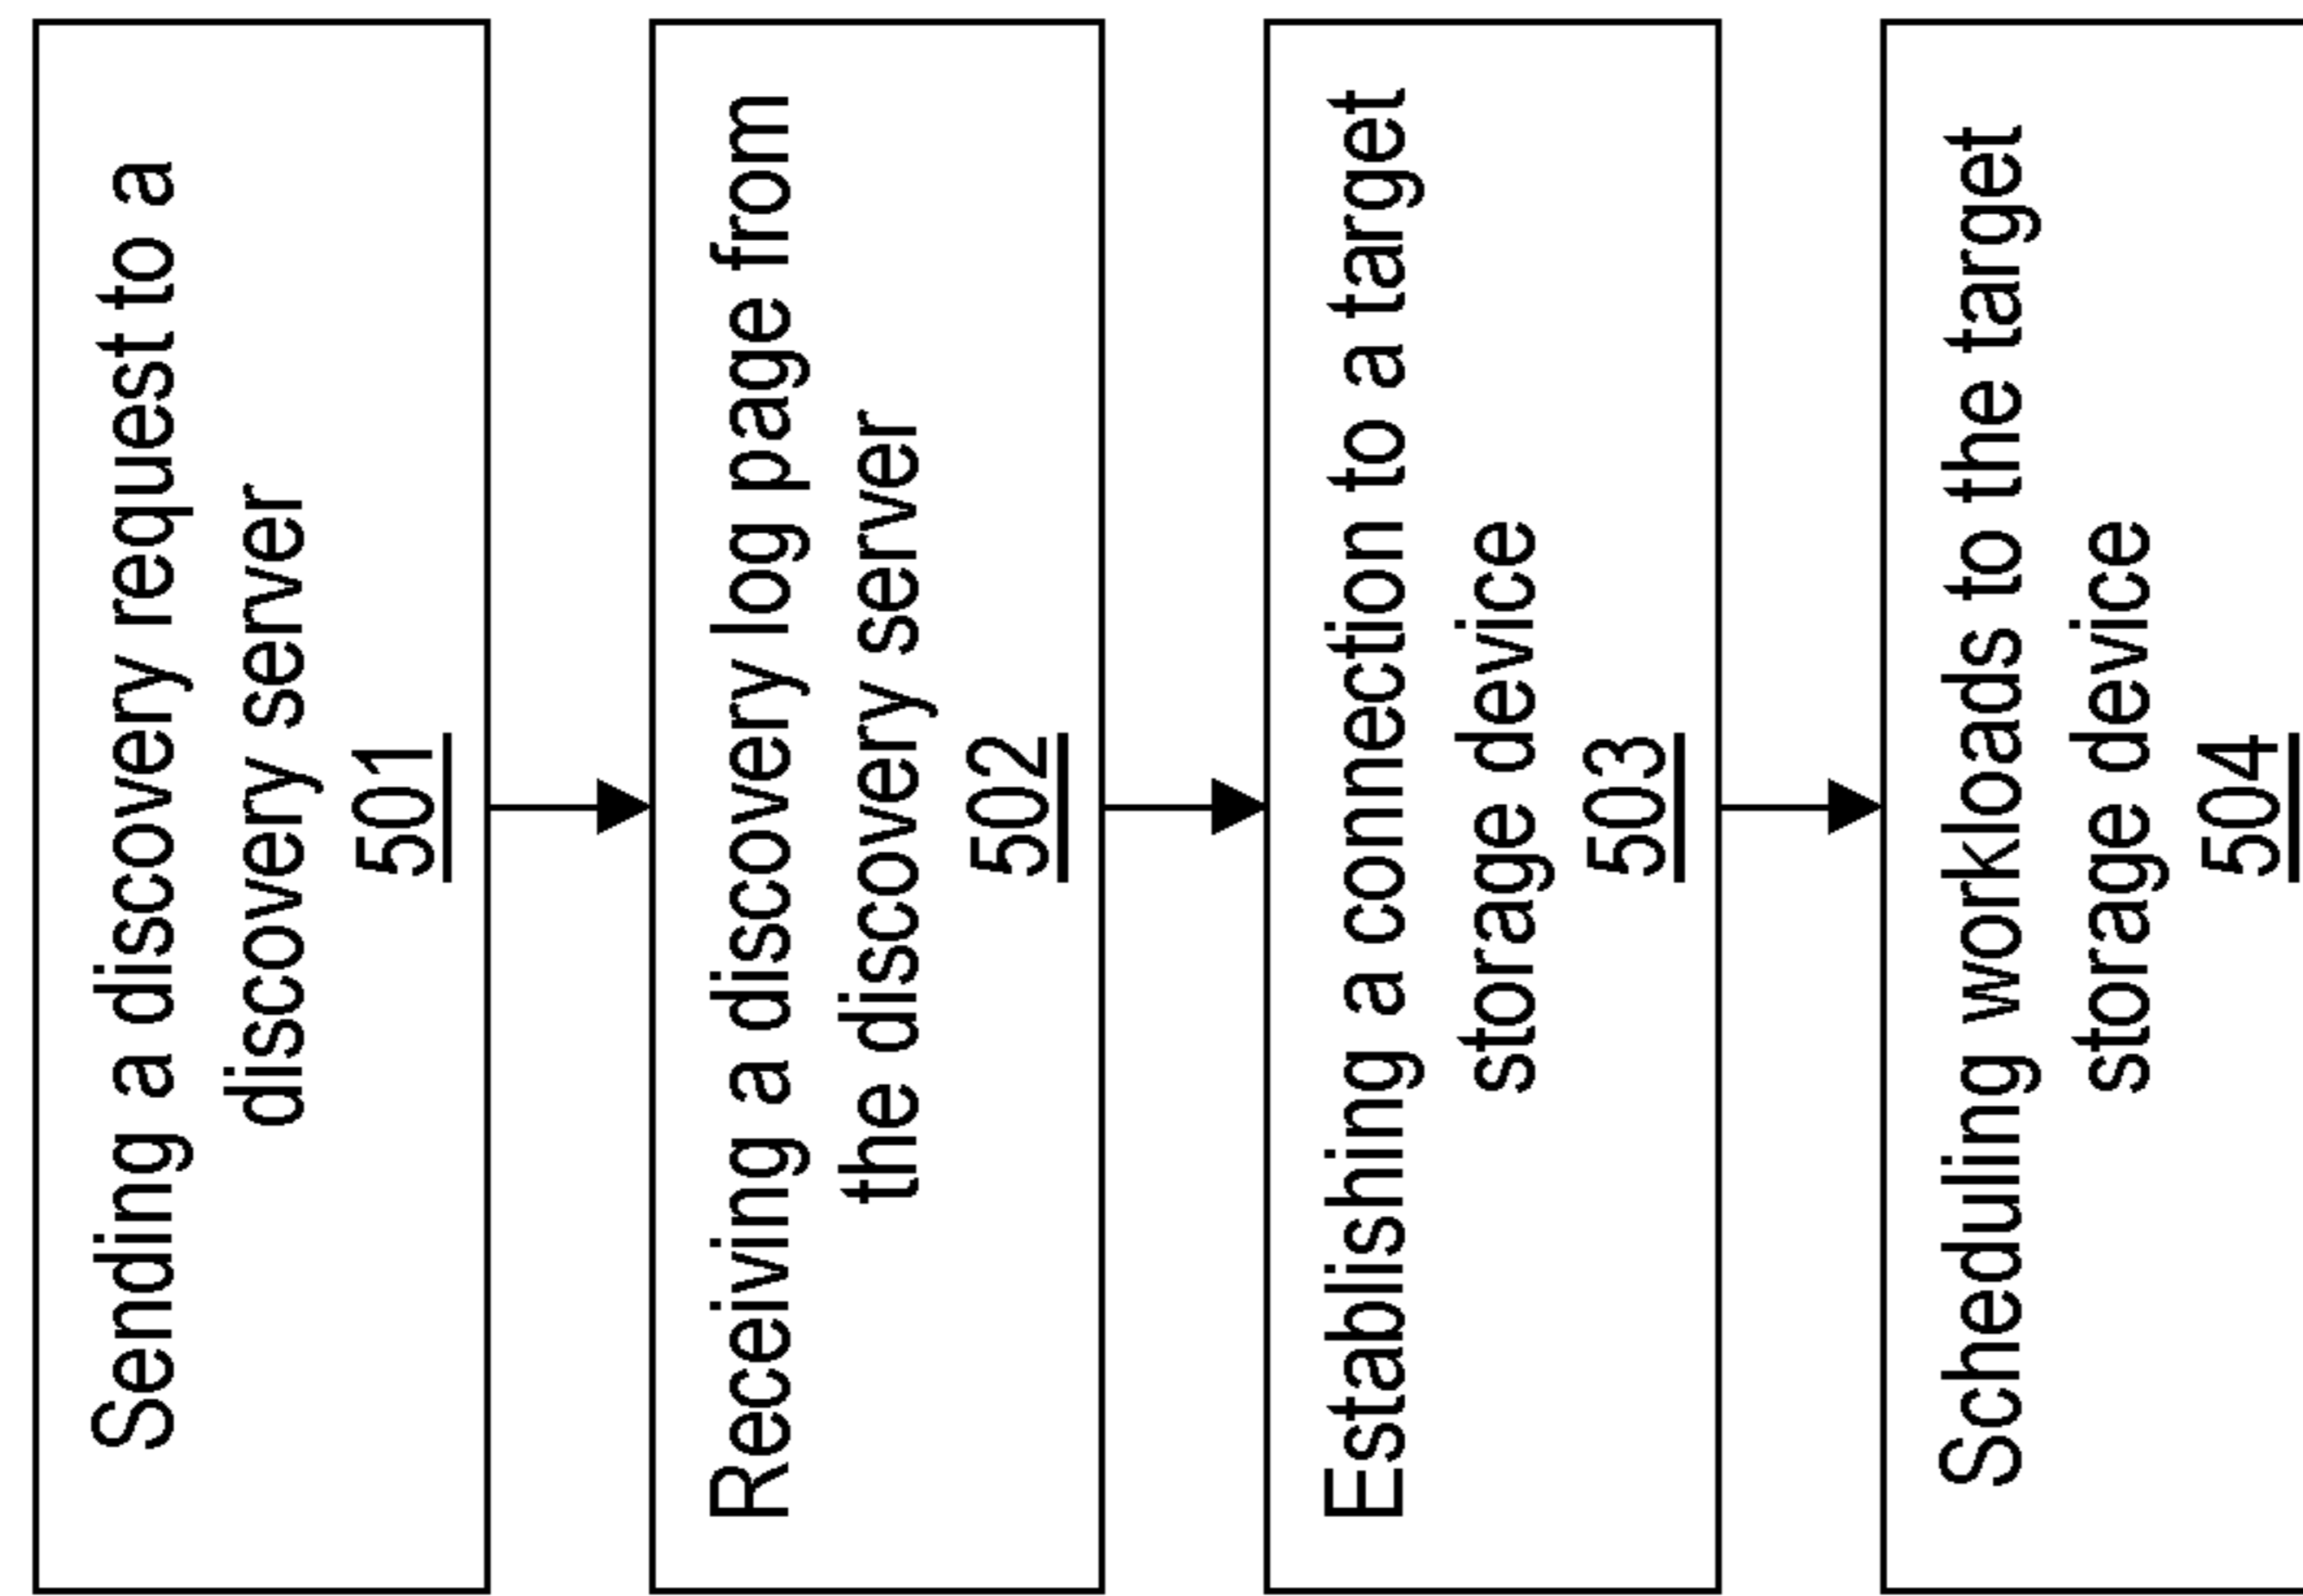 Sending a discovery request to a
discovery server
501
Receiving a discovery log page from
the discovery server
502
Establishing a connection to a target
storage device
503
Scheduling workloads to the target
storage device
504